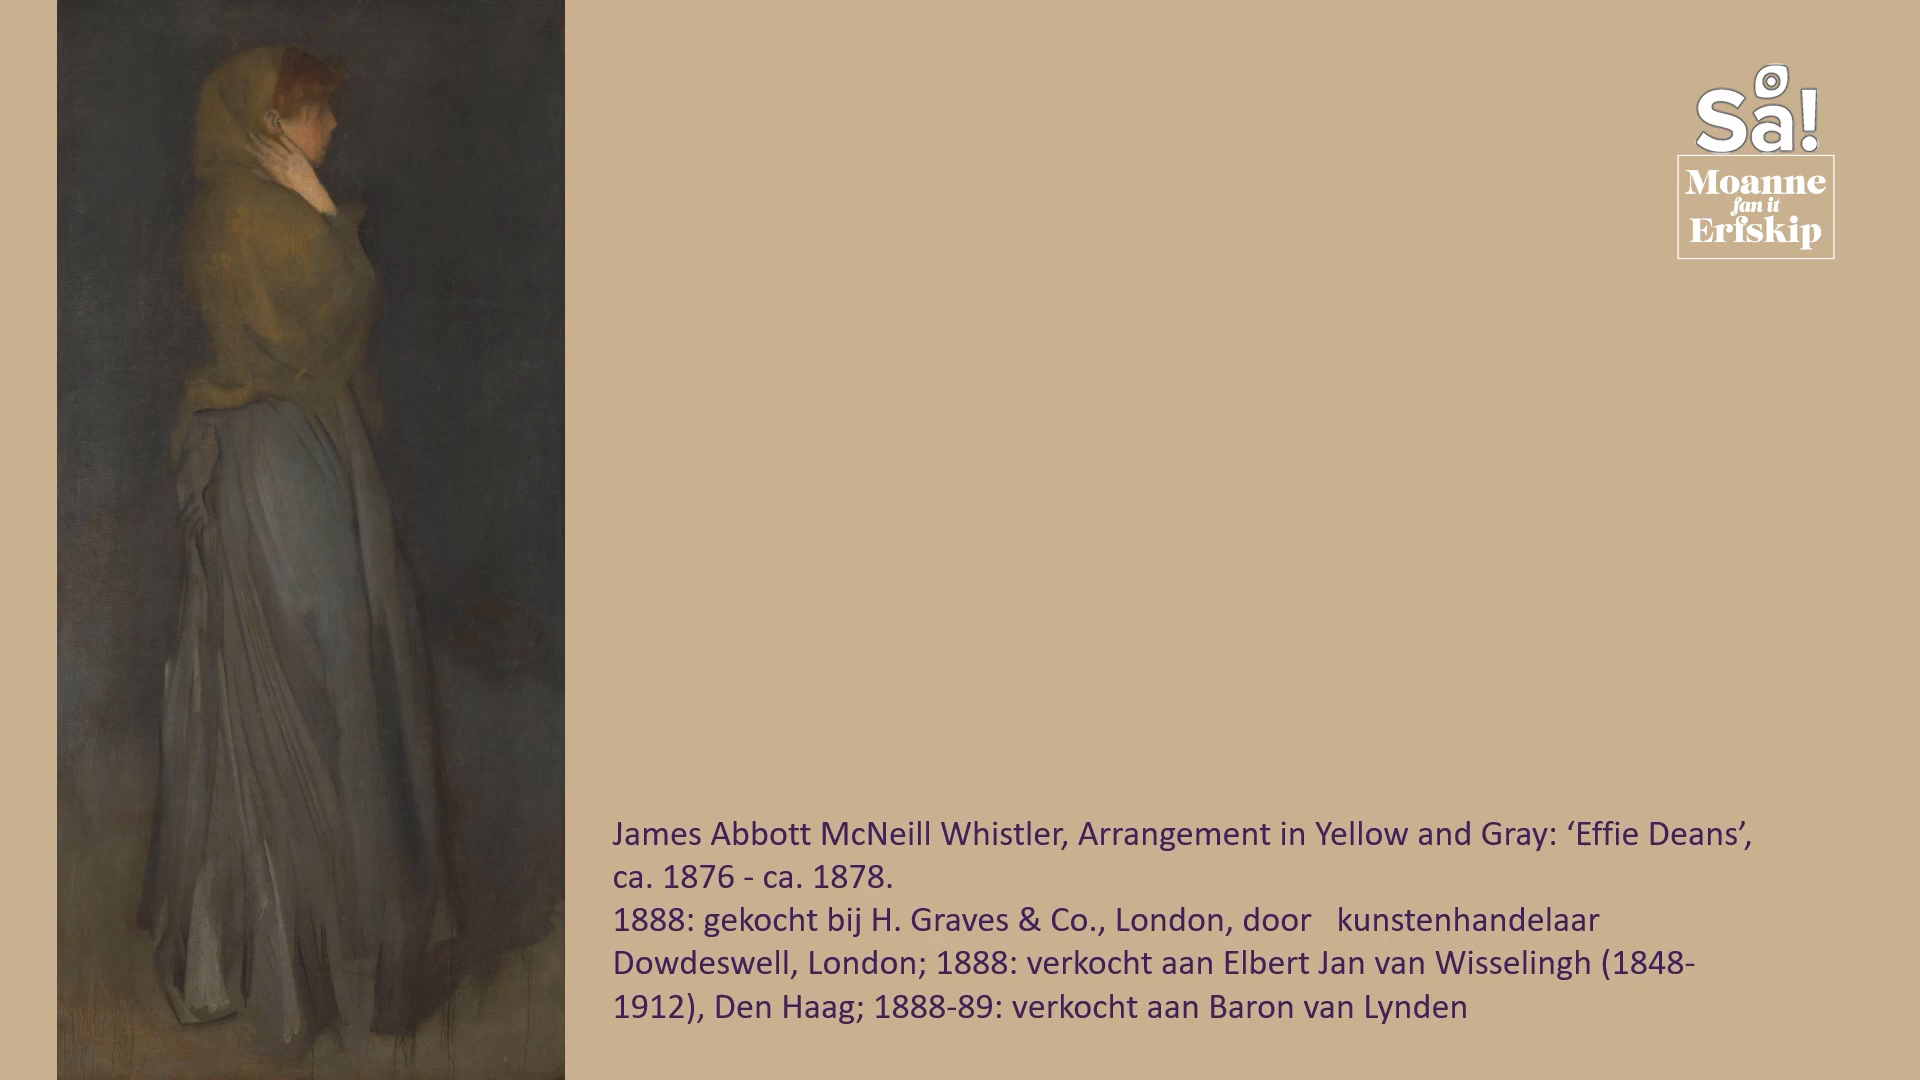 Så!
Moanne
fan it
Erfskip
James Abbott McNeill Whistler, Arrangement in Yellow and Gray: ‘Effie Deans’,
ca. 1876 - ca. 1878.
1888: gekocht bij H. Graves & Co., London, door   kunstenhandelaar
Dowdeswell, London; 1888: verkocht aan Elbert Jan van Wisselingh (1848-
1912), Den Haag; 1888-89: verkocht aan Baron van Lynden